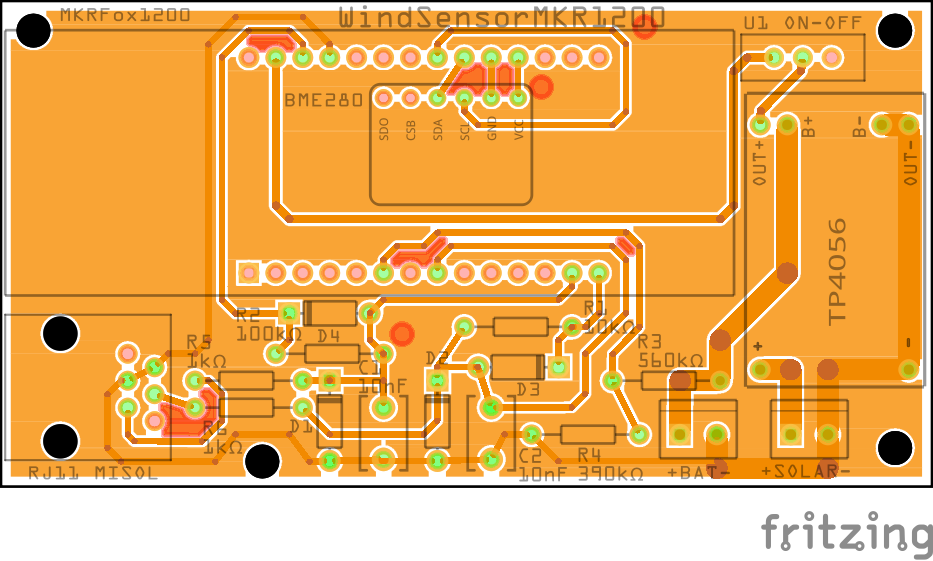 MKRFox1200
WindSensorMKR1200
U1 ON-OFF
BME280
SDO
CSB
SDA
SCL
GND
VCC
OUT+
B+
B-
OUT-
TP4056
+
-
R2
100kΩ
D4
R1
10kΩ
R5
1kΩ
C1
10nF
D2
D3
R3
560kΩ
D1
R6
1kΩ
C2
10nF
R4
390kΩ
RJ11 MISOL
+BAT-
+SOLAR-
fritzing